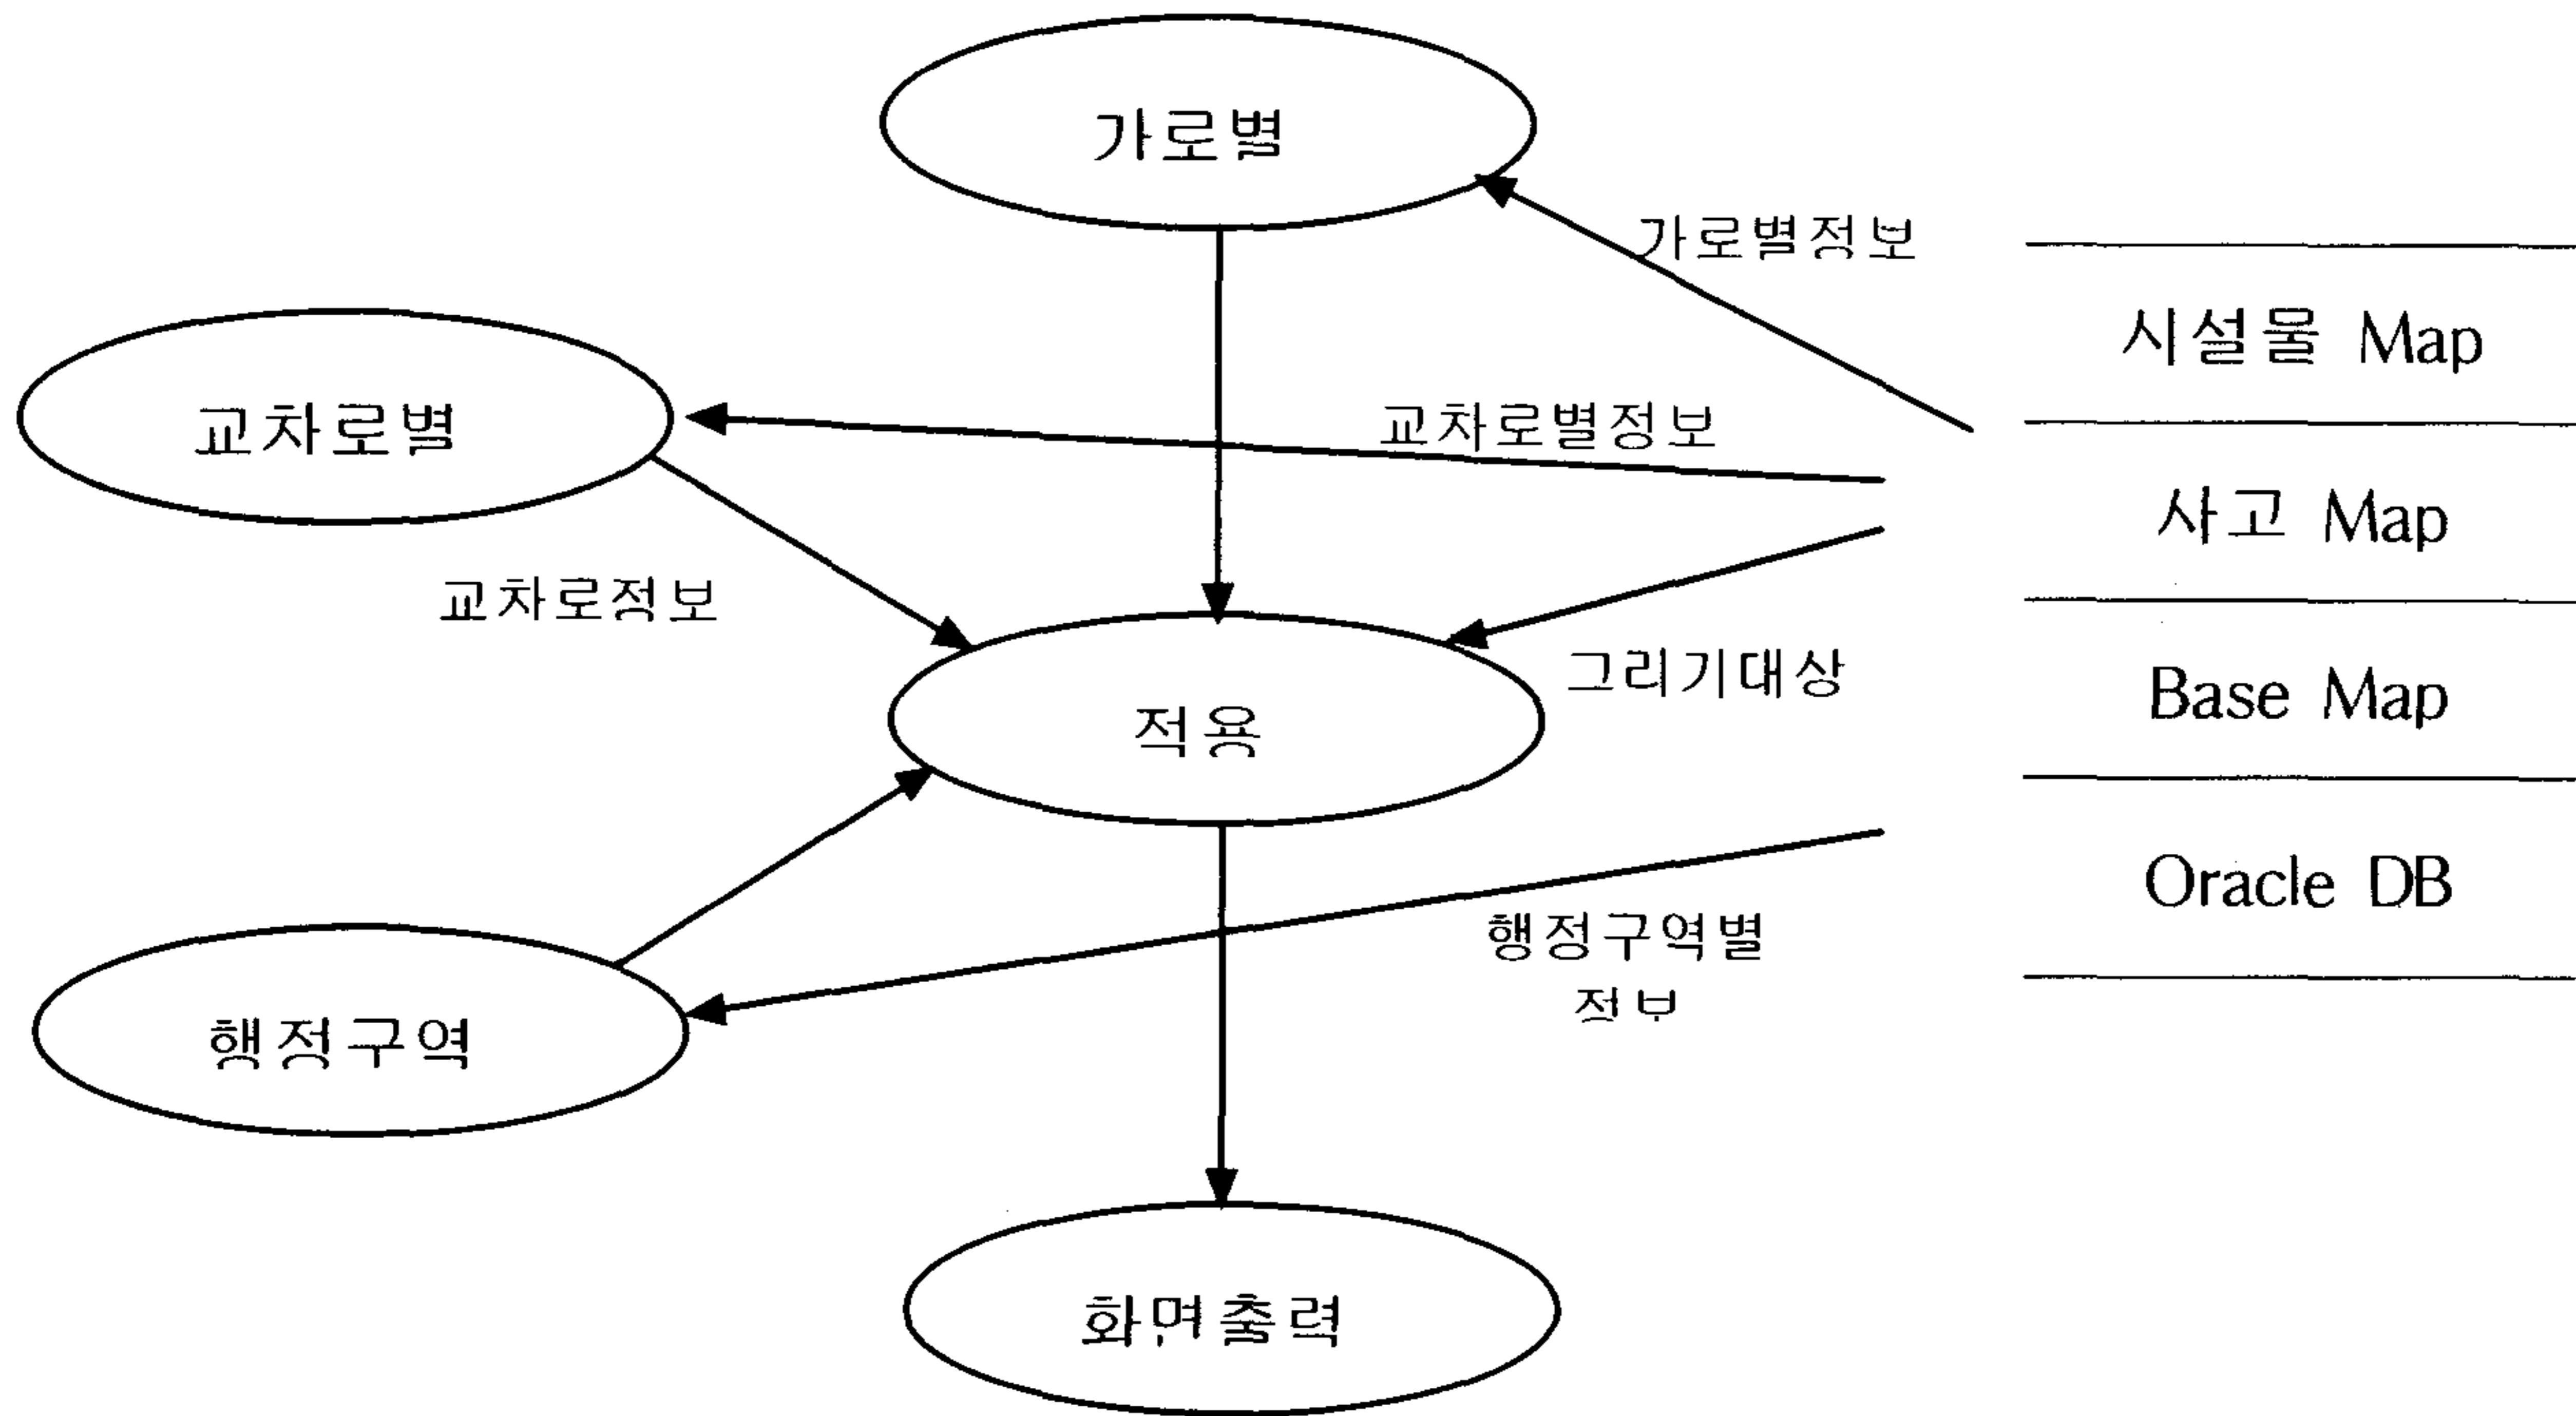 가로별
가로별정보
시설물 Map
교차로별
교차로별정보
사고 Map
교차로정보
그리기대상
Base Map
적용
Oracle DB
행정구역별
정보
행정구역
화면출력